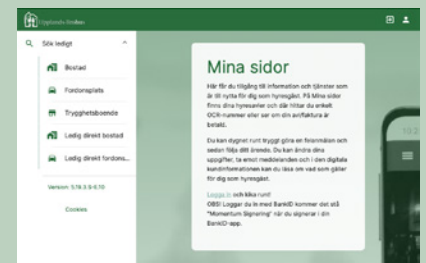 Upplands-Brohus
Sök ledigt
Bostad
Fordonsplats
Trygghetsboende
Ledig direkt bostad
Ledig direkt fordons...
Version: 5.19.3.0-0.10
Cookies
Mina sidor
Här får du tillgång till information och tjänster som
är till nytta för dig som hyresgäst. På Mina sidor
finns dina hyresavier och där hittar du enkelt
OCR-nummer eller ser om din avi/faktura är
betald.
Du kan dygnet runt tryggt göra en felanmälan och
sedan följa ditt ärende. Du kan ändra dina
uppgifter, ta emot meddelanden och i den digitala
kundinformationen kan du läsa om vad som gäller
för dig som hyresgäst.
Logga in och kika runt!
OBS! Loggar du in med BankID kommer det stå
"Momentum Signering" när du signerar i din
BankID-app.
10:2